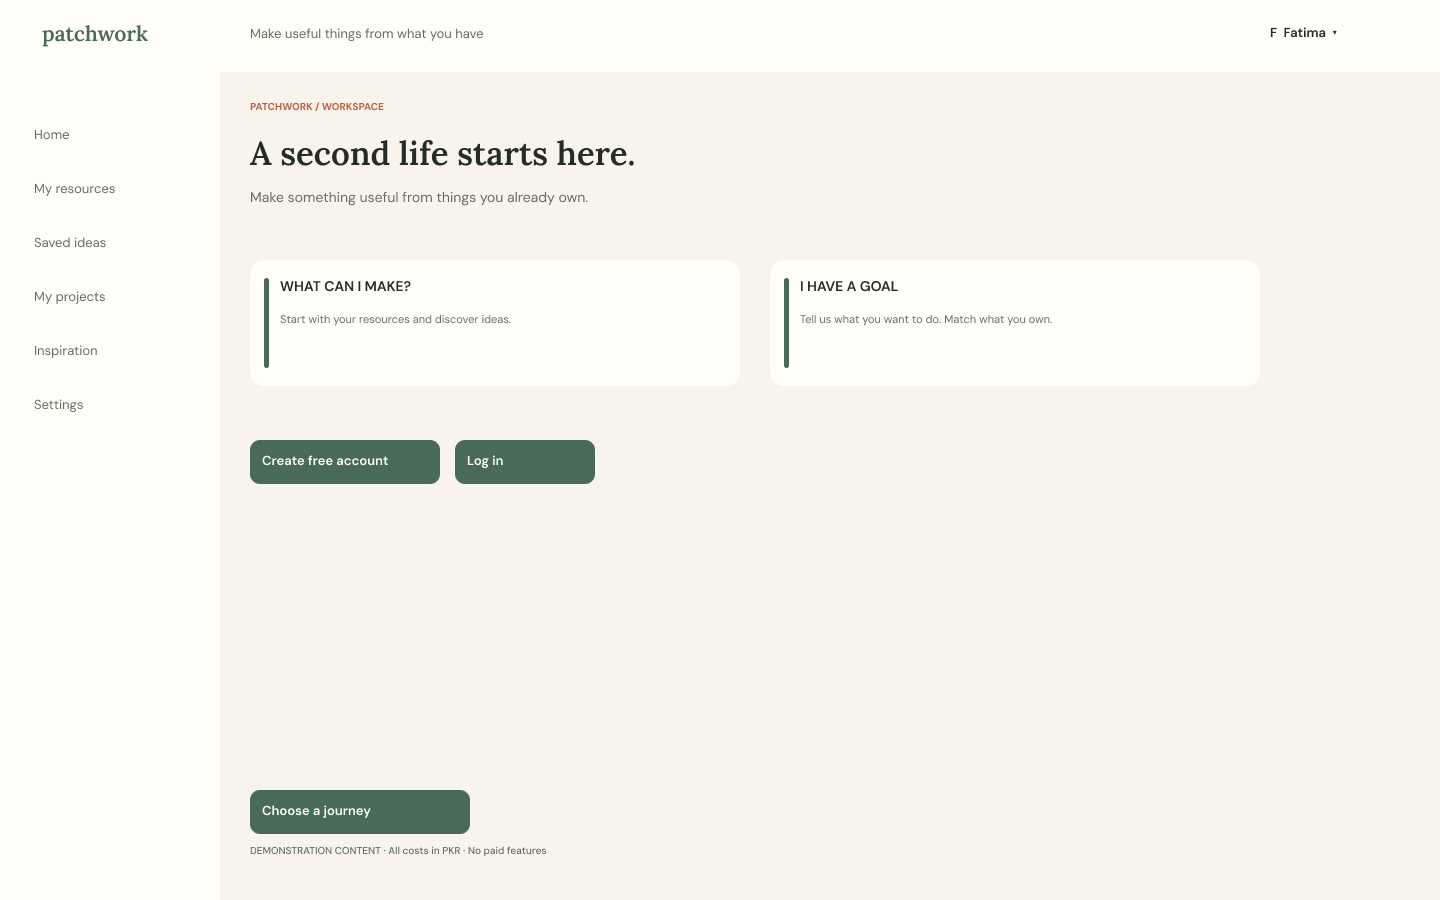 patchwork
Make useful things from what you have
F Fatima ▾
Home
My resources
Saved ideas
My projects
Inspiration
Settings
PATCHWORK / WORKSPACE
A second life starts here.
Make something useful from things you already own.
WHAT CAN I MAKE?
Start with your resources and discover ideas.
I HAVE A GOAL
Tell us what you want to do. Match what you own.
Create free account
Log in
Choose a journey
DEMONSTRATION CONTENT · All costs in PKR · No paid features